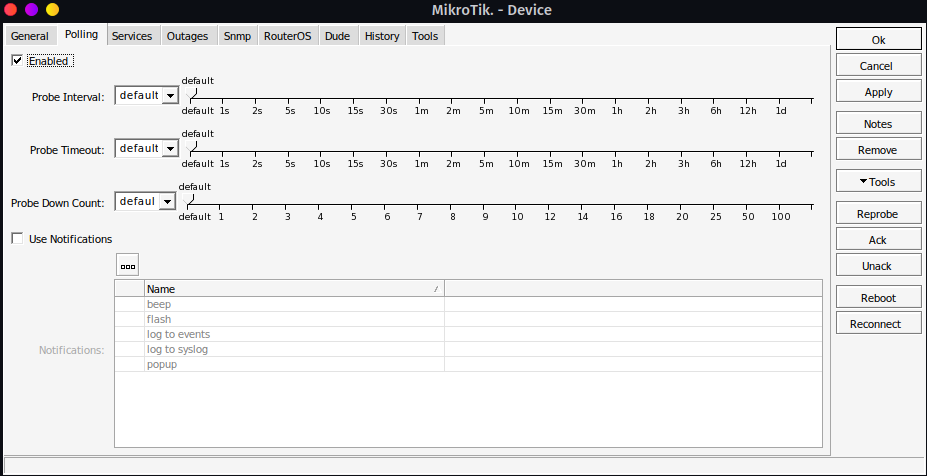 MikroTik. - Device
General Polling Services Outages Snmp RouterOS Dude History Tools
Ok
Enabled
Cancel
default
Probe Interval: default
default 1s 2s 5s 10s 15s 30s 1m 2m 5m 10m 15m 30m 1h 2h 3h 6h 12h 1d
Apply
Notes
default
Probe Timeout: default
default 1s 2s 5s 10s 15s 30s 1m 2m 5m 10m 15m 30m 1h 2h 3h 6h 12h 1d
Remove
Tools
default
Probe Down Count: defaul
default 1 2 3 4 5 6 7 8 9 10 12 14 16 18 20 25 50 100
Reprobe
Use Notifications
Ack
Unack
Name
Reboot
beep
flash
Reconnect
log to events
Notifications:
log to syslog
popup